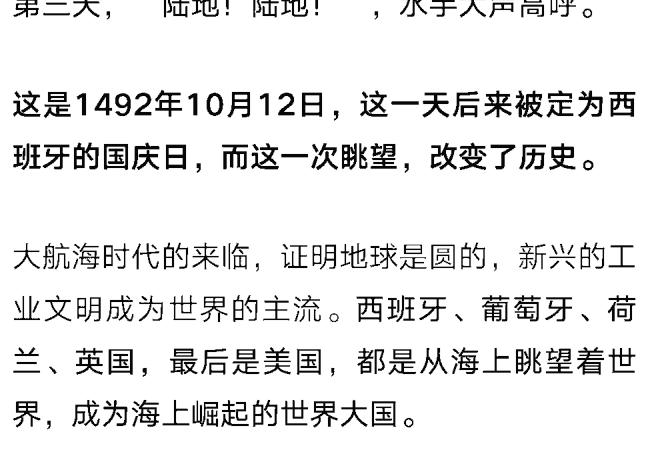 第三天，“陆地！陆地！”，水手大声高呼。
这是1492年10月12日，这一天后来被定为西
班牙的国庆日，而这一次眺望，改变了历史。
大航海时代的来临，证明地球是圆的，新兴的工
业文明成为世界的主流。西班牙、葡萄牙、荷
兰、英国，最后是美国，都是从海上眺望着世
界，成为海上崛起的世界大国。